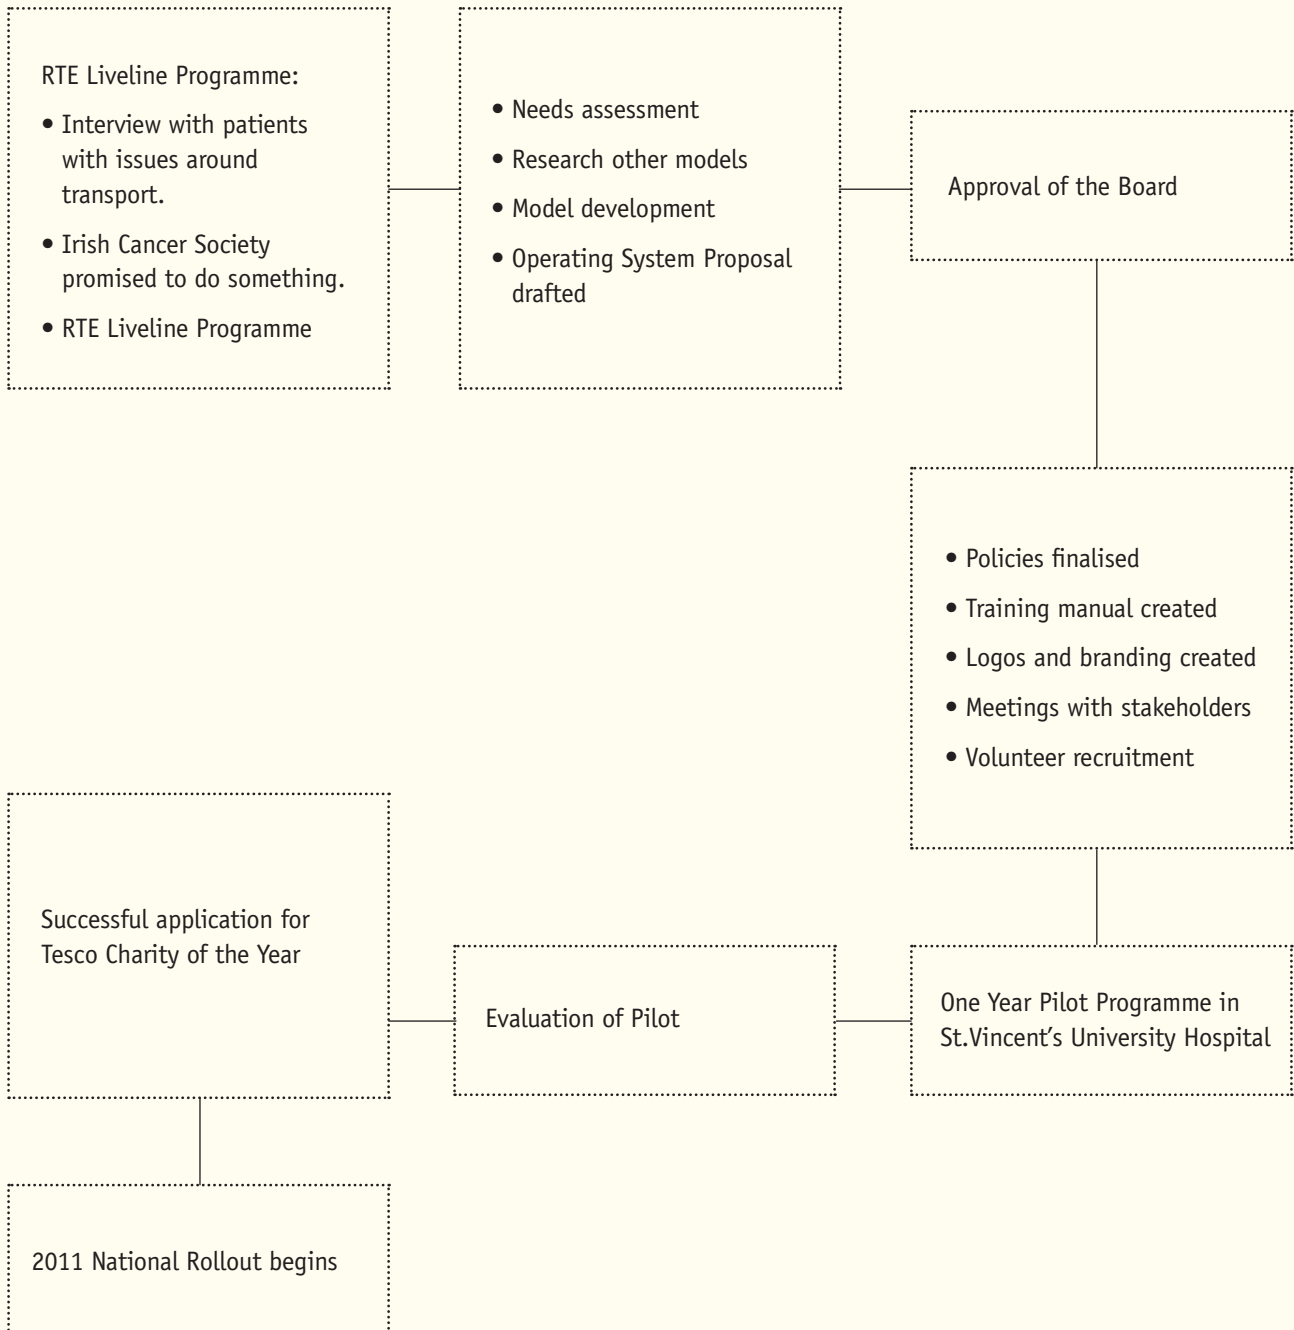 RTE Liveline Programme:
• Interview with patients
with issues around
transport.
• Irish Cancer Society
promised to do something.
• RTE Liveline Programme
• Needs assessment
• Research other models
• Model development
• Operating System Proposal
drafted
Approval of the Board
• Policies finalised
• Training manual created
• Logos and branding created
• Meetings with stakeholders
• Volunteer recruitment
One Year Pilot Programme in
St.Vincent's University Hospital
Evaluation of Pilot
Successful application for
Tesco Charity of the Year
2011 National Rollout begins